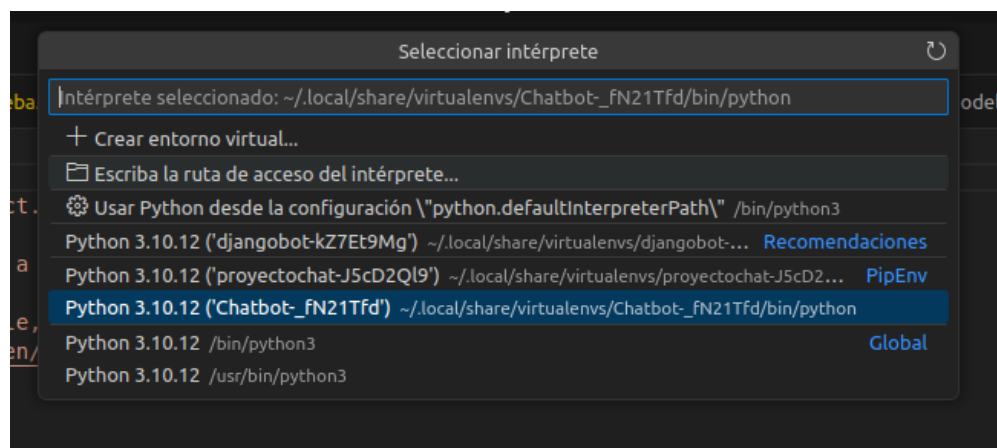 Seleccionar intérprete
Intérprete seleccionado: ~/.local/share/virtualenvs/Chatbot-_fN21Tfd/bin/python
Crear entorno virtual...
Escriba la ruta de acceso del intérprete...
Usar Python desde la configuración \"python.defaultInterpreterPath\" /bin/python3
Python 3.10.12 ('djangobot-kZ7Et9Mg') ~/.local/share/virtualenvs/djangobot-... Recomendaciones
Python 3.10.12 ('proyectochat-J5cD2Ql9') ~/.local/share/virtualenvs/proyectochat-J5cD2... PipEnv
Python 3.10.12 ('Chatbot-_fN21Tfd') ~/.local/share/virtualenvs/Chatbot-_fN21Tfd/bin/python
Python 3.10.12 /bin/python3 Global
Python 3.10.12 /usr/bin/python3